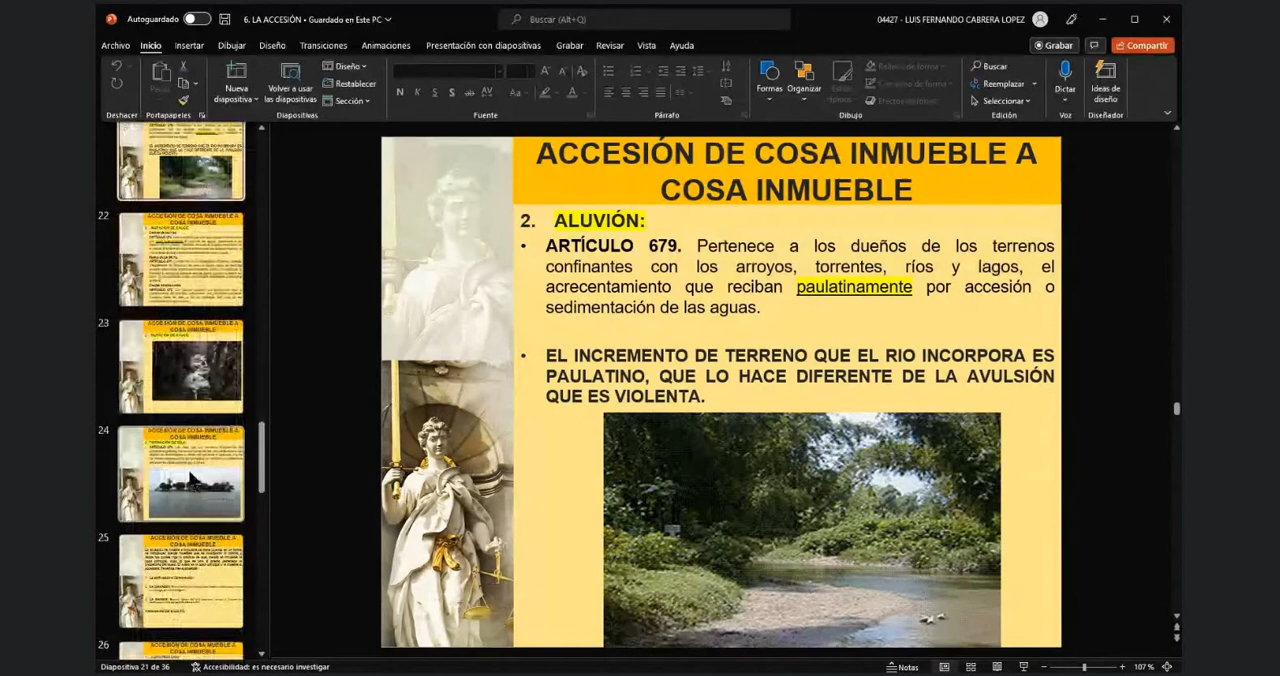 Autoguardado
6. LA ACCESIÓN • Guardado en Este PC
Buscar (Alt+Q)
04427 - LUIS FERNANDO CABRERA LOPEZ
Archivo Inicio Insertar Dibujar Diseño Transiciones Animaciones Presentación con diapositivas Grabar Revisar Vista Ayuda
Grabar
Compartir
Nueva diapositiva
Volver a usar las diapositivas
Diseño
Restablecer
Sección
N K S S ab AV Aa A
Formas
Organizar
Buscar
Reemplazar
Seleccionar
Dictar
Ideas de diseño
Deshacer Portapapeles Diapositivas Fuente Párrafo Dibujo Edición Voz Diseñador
22
23
24
25
26
ACCESIÓN DE COSA INMUEBLE A
COSA INMUEBLE
2. ALUVIÓN:
• ARTÍCULO 679. Pertenece a los dueños de los terrenos
confinantes con los arroyos, torrentes, ríos y lagos, el
acrecentamiento que reciban paulatinamente por accesión o
sedimentación de las aguas.
• EL INCREMENTO DE TERRENO QUE EL RIO INCORPORA ES
PAULATINO, QUE LO HACE DIFERENTE DE LA AVULSIÓN
QUE ES VIOLENTA.
Diapositiva 21 de 36
Accesibilidad: es necesario investigar
Notas
107 %